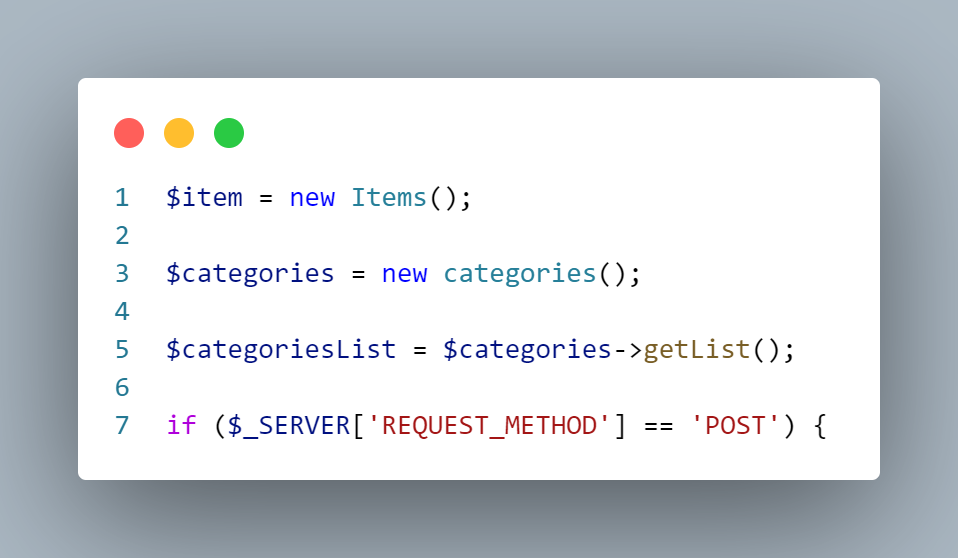 1 $item = new Items();
2
3 $categories = new categories();
4
5 $categoriesList = $categories->getList();
6
7 if ($_SERVER['REQUEST_METHOD'] == 'POST') {